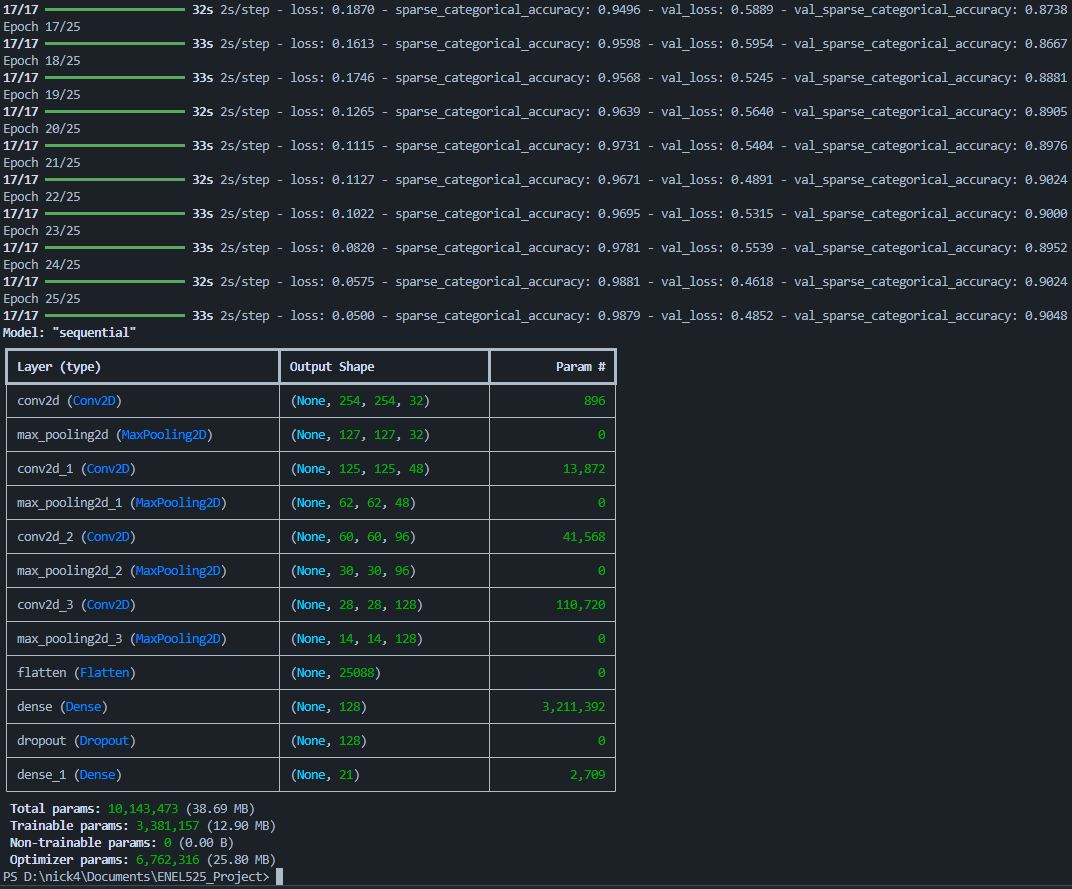 17/17 32s 2s/step - loss: 0.1870 - sparse_categorical_accuracy: 0.9496 - val_loss: 0.5889 - val_sparse_categorical_accuracy: 0.8738
Epoch 17/25
17/17 33s 2s/step - loss: 0.1613 - sparse_categorical_accuracy: 0.9598 - val_loss: 0.5954 - val_sparse_categorical_accuracy: 0.8667
Epoch 18/25
17/17 33s 2s/step - loss: 0.1746 - sparse_categorical_accuracy: 0.9568 - val_loss: 0.5245 - val_sparse_categorical_accuracy: 0.8881
Epoch 19/25
17/17 32s 2s/step - loss: 0.1265 - sparse_categorical_accuracy: 0.9639 - val_loss: 0.5640 - val_sparse_categorical_accuracy: 0.8905
Epoch 20/25
17/17 33s 2s/step - loss: 0.1115 - sparse_categorical_accuracy: 0.9731 - val_loss: 0.5404 - val_sparse_categorical_accuracy: 0.8976
Epoch 21/25
17/17 32s 2s/step - loss: 0.1127 - sparse_categorical_accuracy: 0.9671 - val_loss: 0.4891 - val_sparse_categorical_accuracy: 0.9024
Epoch 22/25
17/17 33s 2s/step - loss: 0.1022 - sparse_categorical_accuracy: 0.9695 - val_loss: 0.5315 - val_sparse_categorical_accuracy: 0.9000
Epoch 23/25
17/17 33s 2s/step - loss: 0.0820 - sparse_categorical_accuracy: 0.9781 - val_loss: 0.5539 - val_sparse_categorical_accuracy: 0.8952
Epoch 24/25
17/17 32s 2s/step - loss: 0.0575 - sparse_categorical_accuracy: 0.9881 - val_loss: 0.4618 - val_sparse_categorical_accuracy: 0.9024
Epoch 25/25
17/17 33s 2s/step - loss: 0.0500 - sparse_categorical_accuracy: 0.9879 - val_loss: 0.4852 - val_sparse_categorical_accuracy: 0.9048
Model: "sequential"
Layer (type) Output Shape Param #
conv2d (Conv2D) (None, 254, 254, 32) 896
max_pooling2d (MaxPooling2D) (None, 127, 127, 32) 0
conv2d_1 (Conv2D) (None, 125, 125, 48) 13,872
max_pooling2d_1 (MaxPooling2D) (None, 62, 62, 48) 0
conv2d_2 (Conv2D) (None, 60, 60, 96) 41,568
max_pooling2d_2 (MaxPooling2D) (None, 30, 30, 96) 0
conv2d_3 (Conv2D) (None, 28, 28, 128) 110,720
max_pooling2d_3 (MaxPooling2D) (None, 14, 14, 128) 0
flatten (Flatten) (None, 25088) 0
dense (Dense) (None, 128) 3,211,392
dropout (Dropout) (None, 128) 0
dense_1 (Dense) (None, 21) 2,709
Total params: 10,143,473 (38.69 MB)
Trainable params: 3,381,157 (12.90 MB)
Non-trainable params: 0 (0.00 B)
Optimizer params: 6,762,316 (25.80 MB)
PS D:\nick4\Documents\ENEL525_Project>